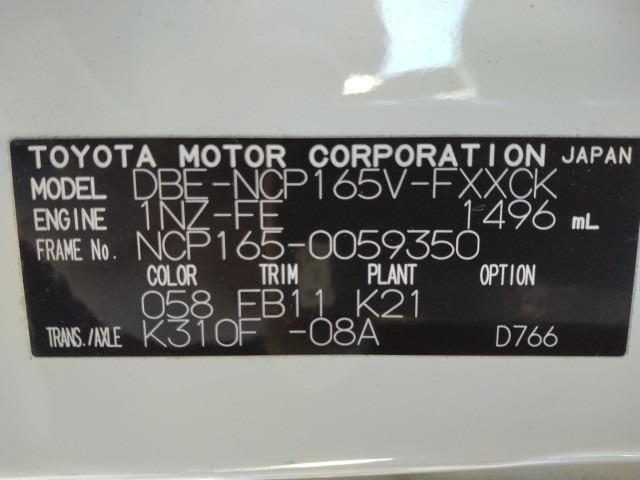 TOYOTA MOTOR CORPORATION JAPAN
MODEL DBE-NCP165V-FXXCK
ENGINE 1NZ-FE 1496 mL
FRAME No. NCP165-0059350
COLOR TRIM PLANT OPTION
058 FB11 K21
TRANS./AXLE K310F -08A D766